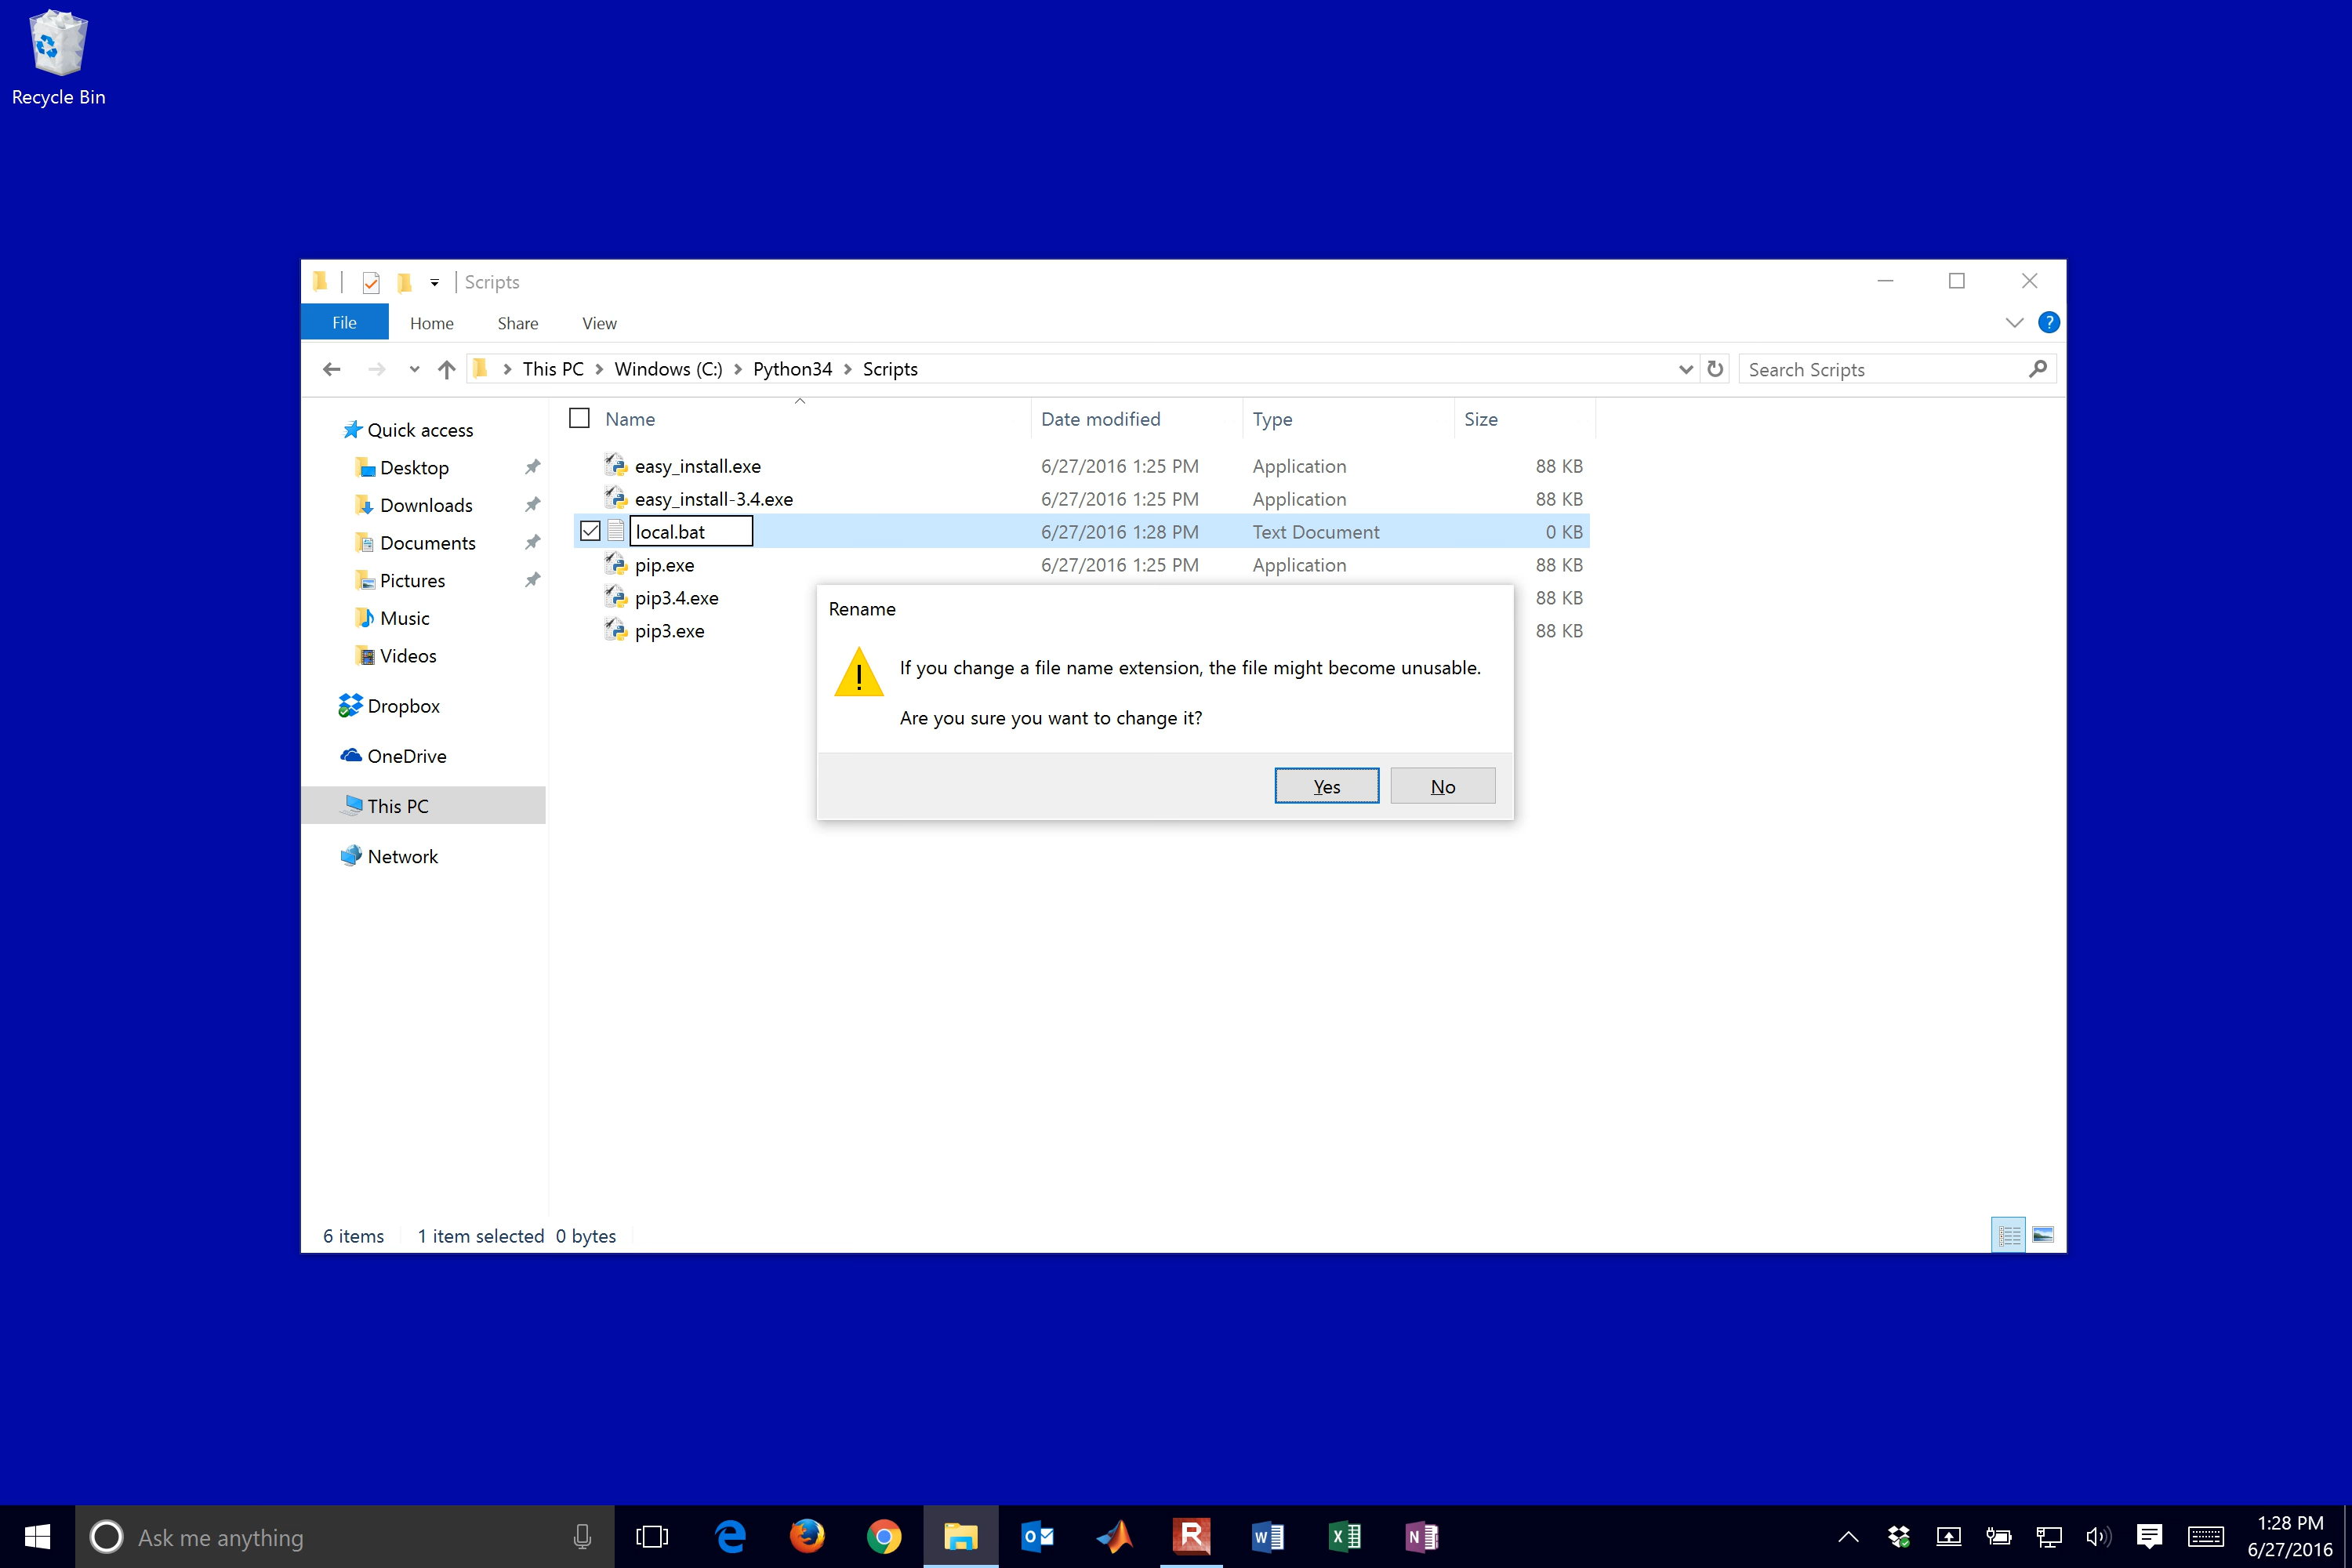 Recycle Bin
Scripts
File Home Share View
?
This PC Windows (C:) Python34 Scripts
Search Scripts
Name Date modified Type Size
Quick access
Desktop
Downloads
Documents
Pictures
Music
Videos
Dropbox
OneDrive
This PC
Network
easy_install.exe 6/27/2016 1:25 PM Application 88 KB
easy_install-3.4.exe 6/27/2016 1:25 PM Application 88 KB
local.bat 6/27/2016 1:28 PM Text Document 0 KB
pip.exe 6/27/2016 1:25 PM Application 88 KB
pip3.4.exe 88 KB
pip3.exe 88 KB
Rename
If you change a file name extension, the file might become unusable.
Are you sure you want to change it?
Yes No
6 items 1 item selected 0 bytes
Ask me anything
1:28 PM
6/27/2016